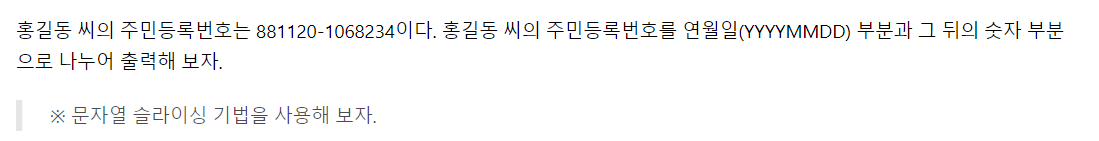 홍길동 씨의 주민등록번호는 881120-1068234이다. 홍길동 씨의 주민등록번호를 연월일(YYYYMMDD) 부분과 그 뒤의 숫자 부분
으로 나누어 출력해 보자.
※ 문자열 슬라이싱 기법을 사용해 보자.